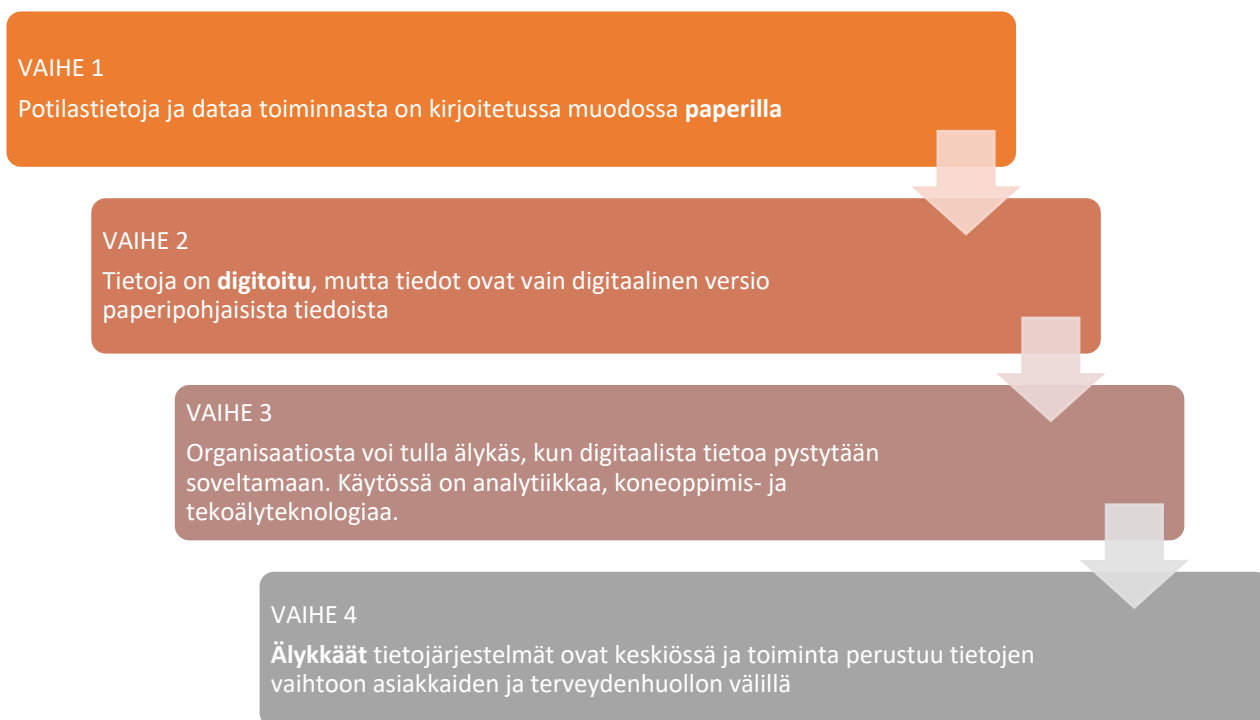 VAIHE 1
Potilastietoja ja dataa toiminnasta on kirjoitetussa muodossa paperilla
VAIHE 2
Tietoja on digitoitu, mutta tiedot ovat vain digitaalinen versio
paperipohjaisista tiedoista
VAIHE 3
Organisaatiosta voi tulla älykäs, kun digitaalista tietoa pystytään
soveltamaan. Käytössä on analytiikkaa, koneoppimis- ja
tekoälyteknologiaa.
VAIHE 4
Älykkäät tietojärjestelmät ovat keskiössä ja toiminta perustuu tietojen
vaihtoon asiakkaiden ja terveydenhuollon välillä